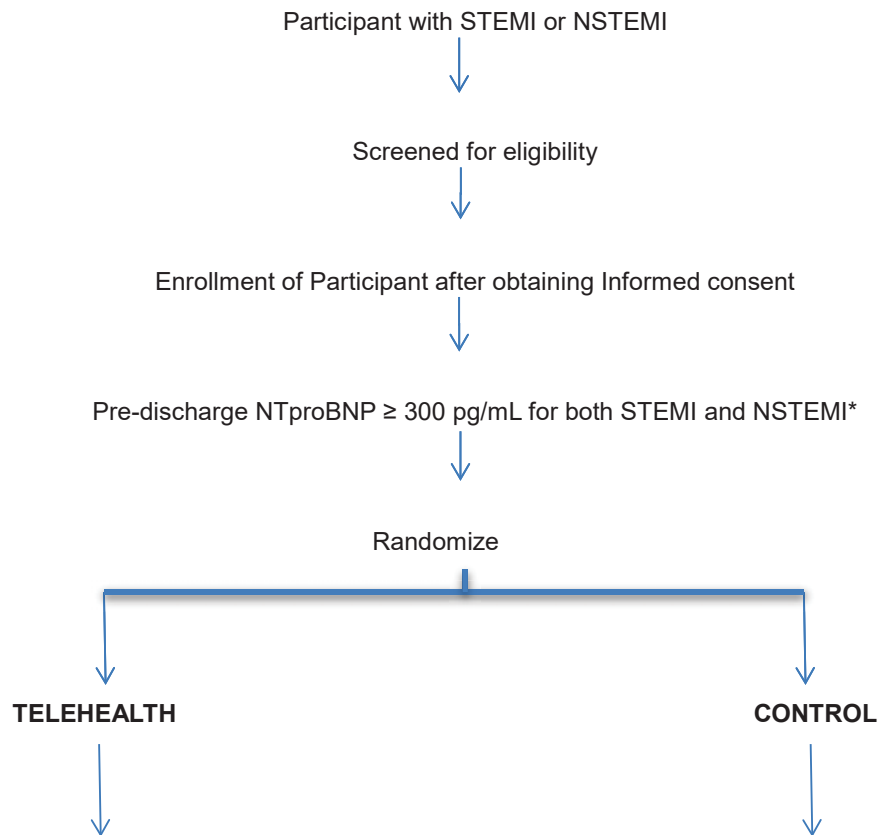 Participant with STEMI or NSTEMI
Screened for eligibility
Enrollment of Participant after obtaining Informed consent
Pre-discharge NTproBNP ≥ 300 pg/mL for both STEMI and NSTEMI*
Randomize
TELEHEALTH
CONTROL